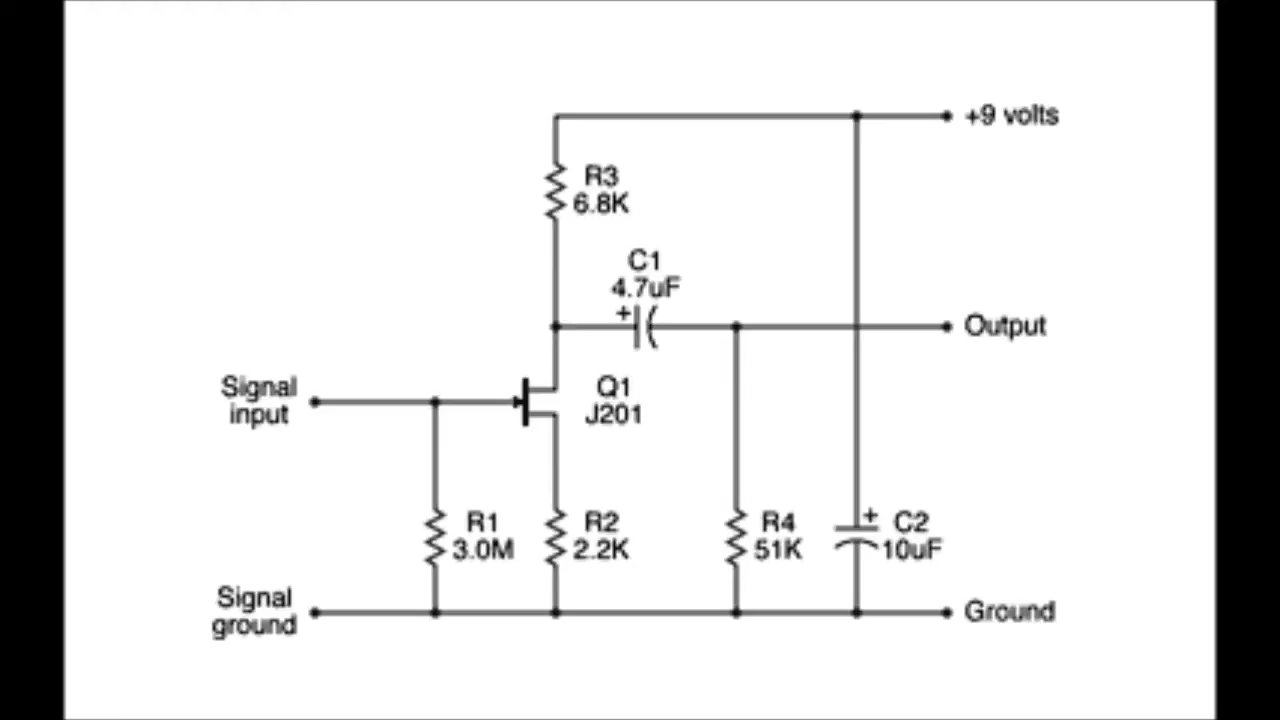 +9 volts
R3
6.8K
C1
4.7uF
+
Output
Signal
input
Q1
J201
R1
3.0M
R2
2.2K
R4
51K
+
C2
10uF
Signal
ground
Ground